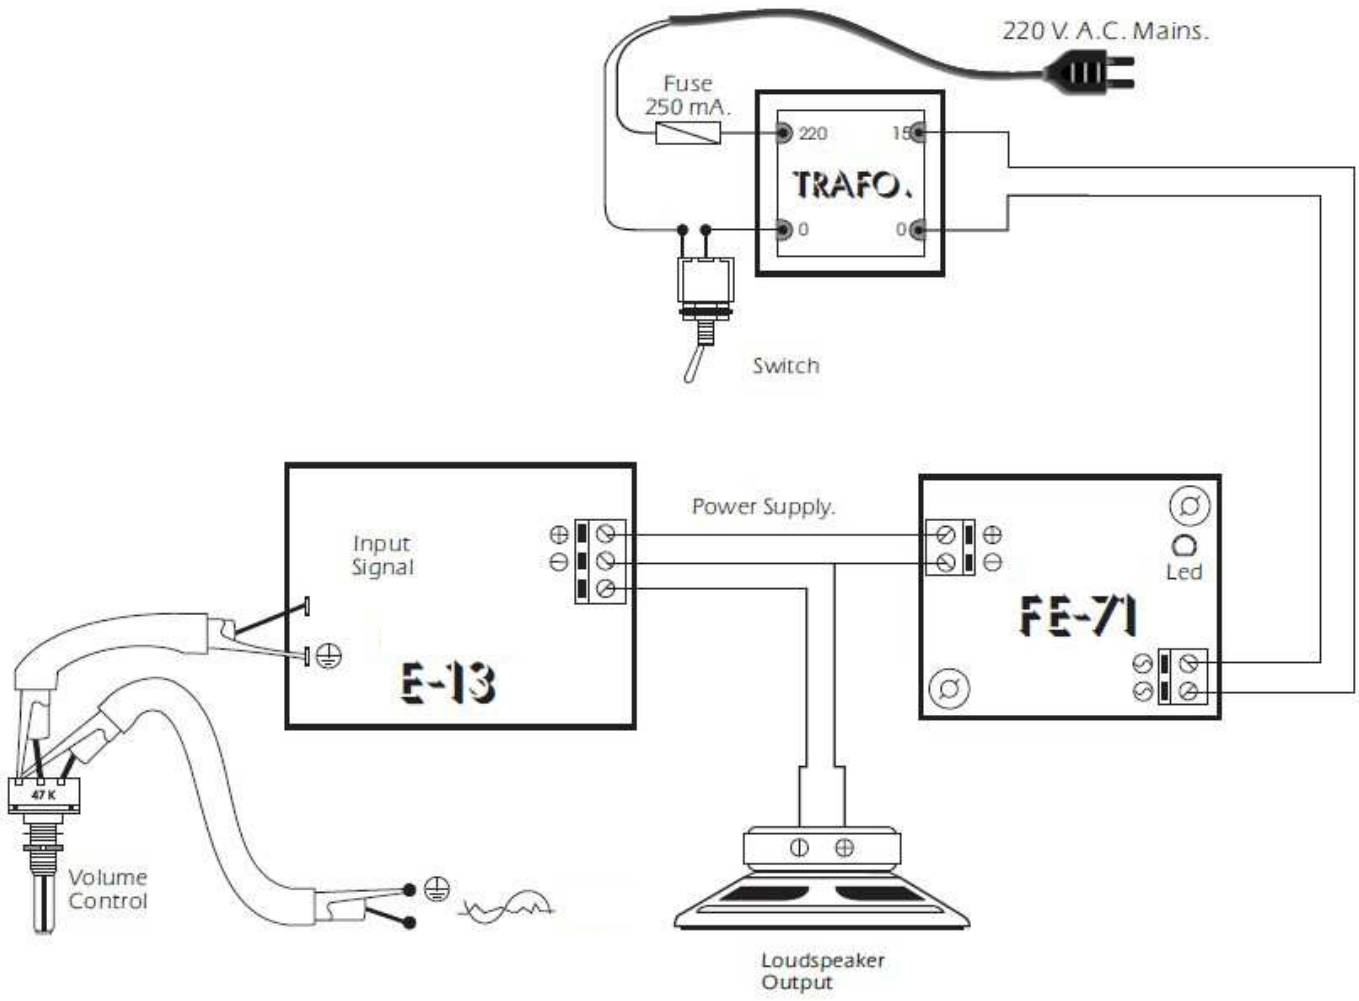 220 V. A.C. Mains.
Fuse
250 mA.
220
15
TRAFO.
0
0
Switch
Power Supply.
Input
Signal
Led
FE-71
E-13
47 K
Volume
Control
Loudspeaker
Output